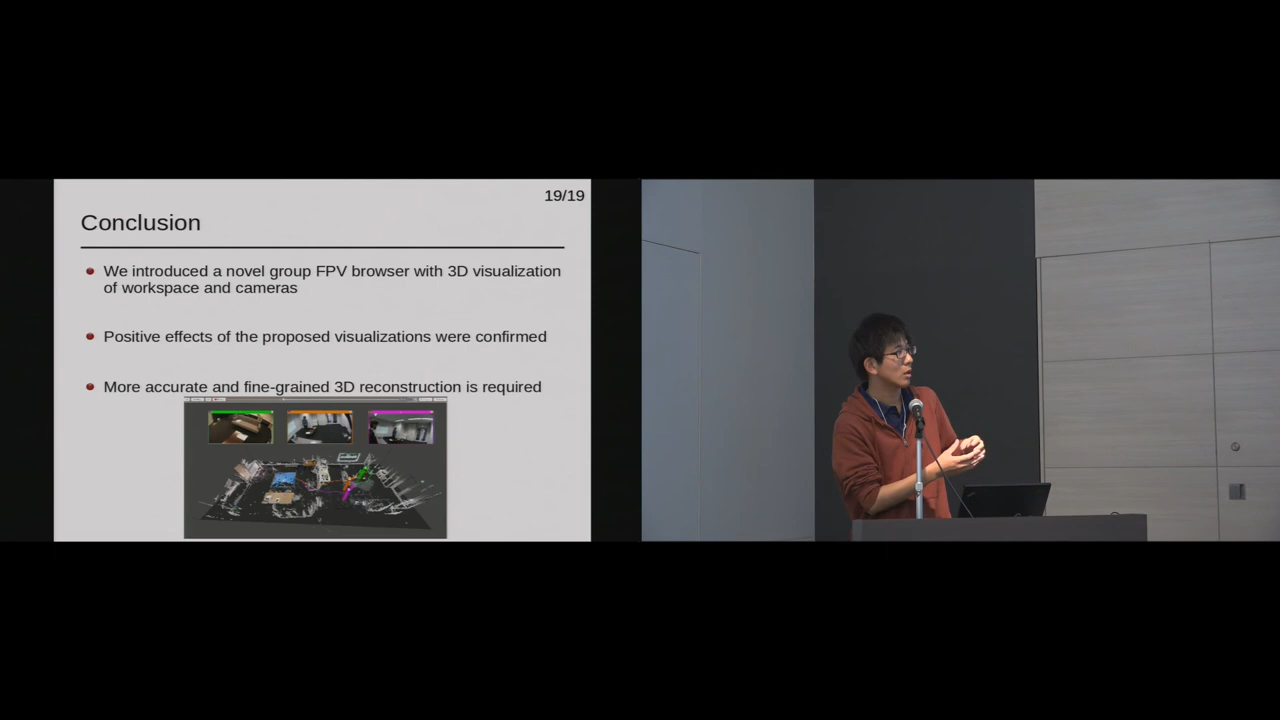 19/19
Conclusion
We introduced a novel group FPV browser with 3D visualization
of workspace and cameras
Positive effects of the proposed visualizations were confirmed
More accurate and fine-grained 3D reconstruction is required